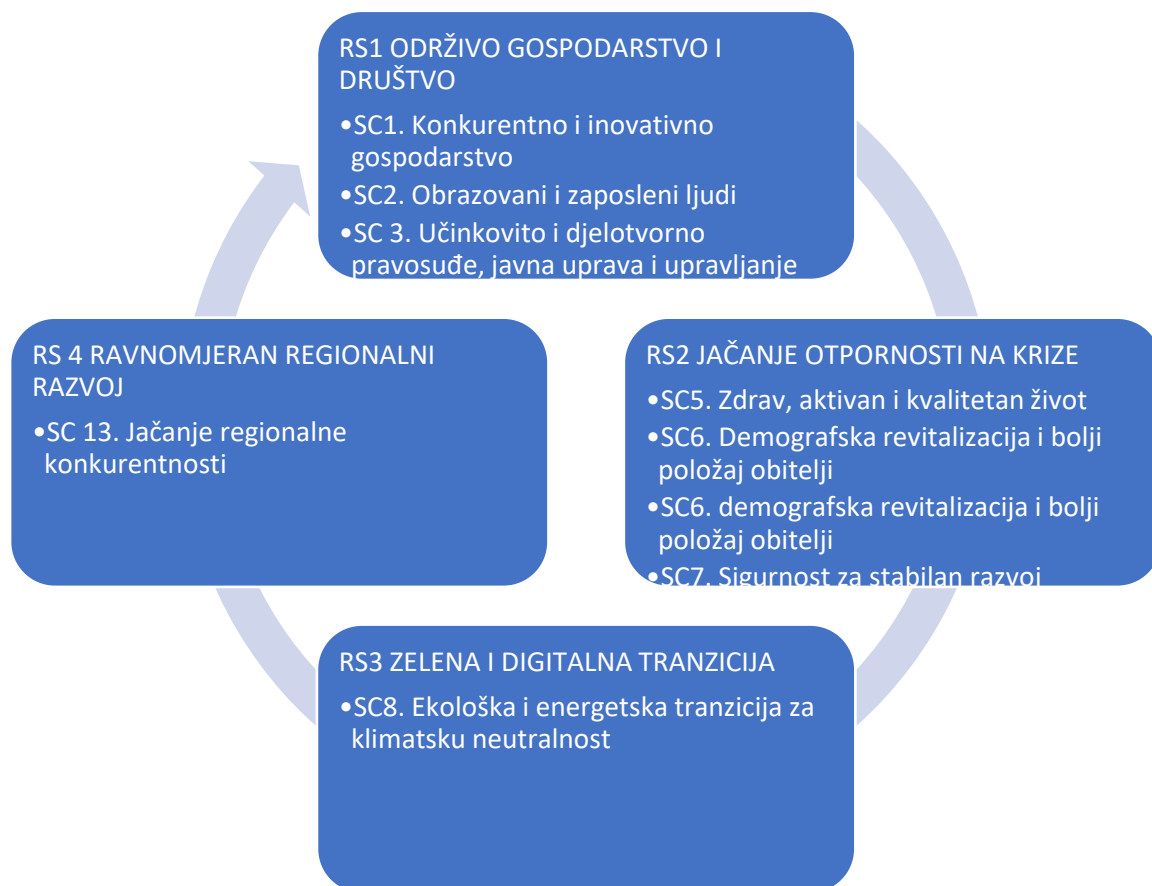 RS1 ODRŽIVO GOSPODARSTVO I
DRUŠTVO
•SC1. Konkurentno i inovativno
gospodarstvo
•SC2. Obrazovani i zaposleni ljudi
•SC 3. Učinkovito i djelotvorno
pravosuđe, javna uprava i upravljanje
RS2 JAČANJE OTPORNOSTI NA KRIZE
•SC5. Zdrav, aktivan i kvalitetan život
•SC6. Demografska revitalizacija i bolji
položaj obitelji
•SC6. demografska revitalizacija i bolji
položaj obitelji
•SC7. Sigurnost za stabilan razvoj
RS3 ZELENA I DIGITALNA TRANZICIJA
•SC8. Ekološka i energetska tranzicija za
klimatsku neutralnost
RS 4 RAVNOMJERAN REGIONALNI
RAZVOJ
•SC 13. Jačanje regionalne
konkurentnosti